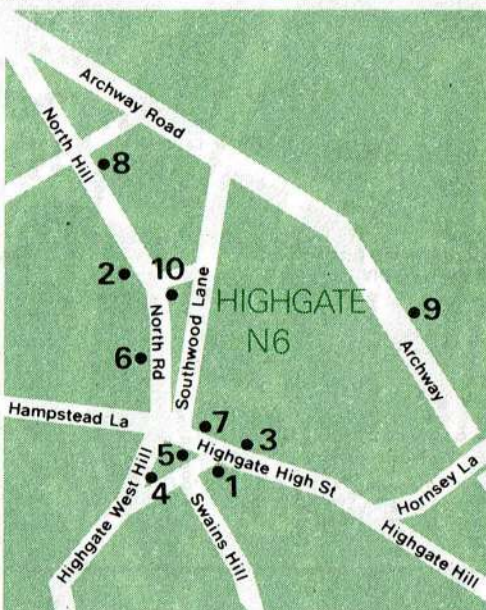 Archway Road
North Hill
8
2
10
Southwood Lane
HIGHGATE
N6
9
North Rd
6
Archway
Hampstead La
7
3
Highgate High St
5
4
1
Highgate West Hill
Swains Hill
Hornsey La
Highgate Hill